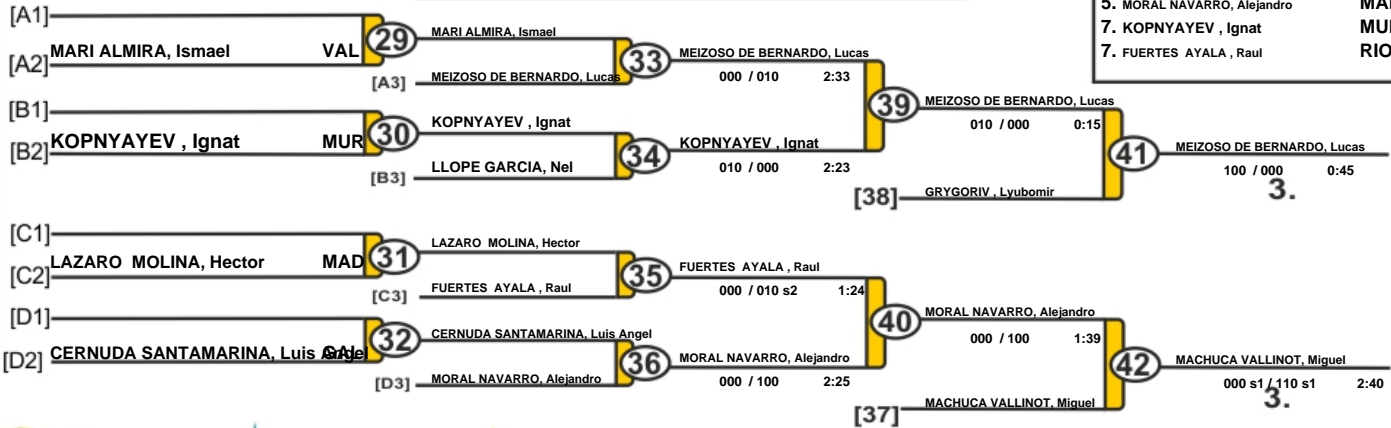 [A1]
[A2] MARI ALMIRA, Ismael VAL
29
MARI ALMIRA, Ismael
[A3] MEIZOSO DE BERNARDO, Lucas
33
MEIZOSO DE BERNARDO, Lucas
000 / 010 2:33
[B1]
[B2] KOPNYAYEV , Ignat MUR
30
KOPNYAYEV , Ignat
[B3] LLOPE GARCIA, Nel
34
KOPNYAYEV , Ignat
010 / 000 2:23
39
MEIZOSO DE BERNARDO, Lucas
010 / 000 0:15
[38] GRYGORIV , Lyubomir
41
MEIZOSO DE BERNARDO, Lucas
100 / 000 0:45
3.
[C1]
[C2] LAZARO MOLINA, Hector MAD
31
LAZARO MOLINA, Hector
[C3] FUERTES AYALA , Raul
35
FUERTES AYALA , Raul
000 / 010 s2 1:24
[D1]
[D2] CERNUDA SANTAMARINA, Luis Angel GAL
32
CERNUDA SANTAMARINA, Luis Angel
[D3] MORAL NAVARRO, Alejandro
36
MORAL NAVARRO, Alejandro
000 / 100 2:25
40
MORAL NAVARRO, Alejandro
000 / 100 1:39
[37] MACHUCA VALLINOT, Miguel
42
MACHUCA VALLINOT, Miguel
000 s1 / 110 s1 2:40
3.
5. MORAL NAVARRO, Alejandro
7. KOPNYAYEV , Ignat
7. FUERTES AYALA , Raul RIO